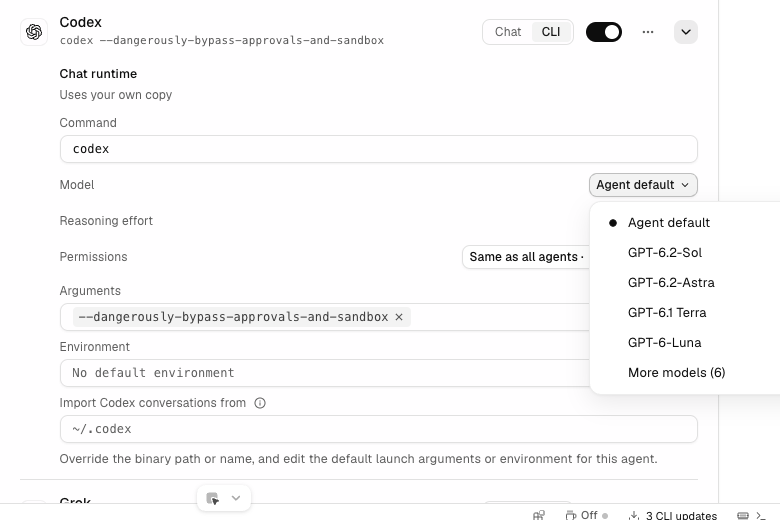 Codex
codex --dangerously-bypass-approvals-and-sandbox
Chat CLI
Chat runtime
Uses your own copy
Command
codex
Model
Agent default
Reasoning effort
Agent default
GPT-6.2-Sol
GPT-6.2-Astra
GPT-6.1 Terra
GPT-6-Luna
More models (6)
Permissions
Same as all agents ·
Arguments
--dangerously-bypass-approvals-and-sandbox ×
Environment
No default environment
Import Codex conversations from
~/.codex
Override the binary path or name, and edit the default launch arguments or environment for this agent.
Grok
Off
3 CLI updates